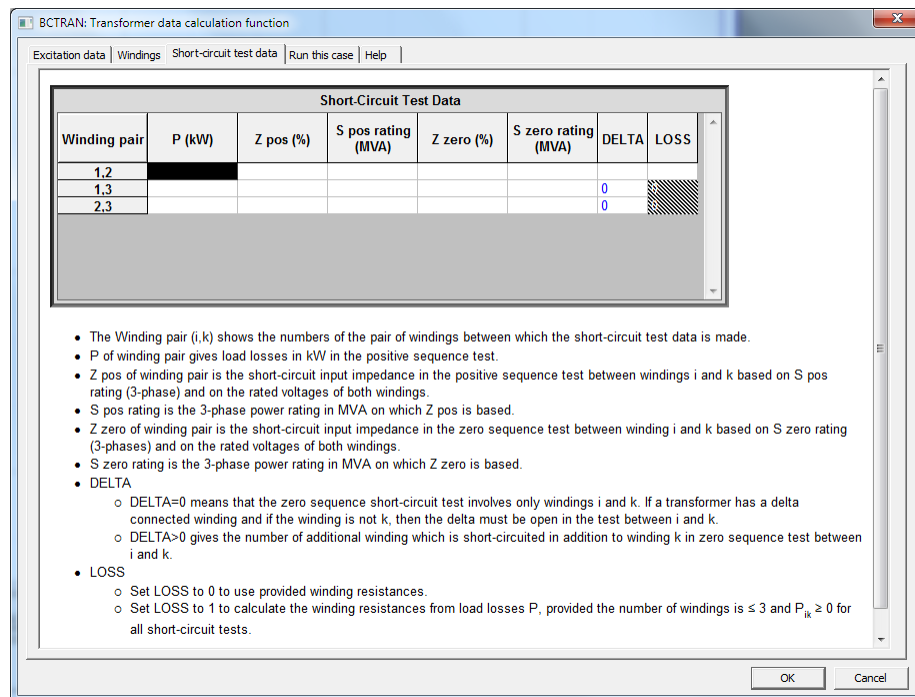 BCTRAN: Transformer data calculation function
Excitation data Windings Short-circuit test data Run this case Help
Short-Circuit Test Data
Winding pair P (kW) Z pos (%) S pos rating (MVA) Z zero (%) S zero rating (MVA) DELTA LOSS
1,2
1,3 0
2,3 0
• The Winding pair (i,k) shows the numbers of the pair of windings between which the short-circuit test data is made.
• P of winding pair gives load losses in kW in the positive sequence test.
• Z pos of winding pair is the short-circuit input impedance in the positive sequence test between windings i and k based on S pos
rating (3-phase) and on the rated voltages of both windings.
• S pos rating is the 3-phase power rating in MVA on which Z pos is based.
• Z zero of winding pair is the short-circuit input impedance in the zero sequence test between winding i and k based on S zero rating
(3-phases) and on the rated voltages of both windings.
• S zero rating is the 3-phase power rating in MVA on which Z zero is based.
• DELTA
o DELTA=0 means that the zero sequence short-circuit test involves only windings i and k. If a transformer has a delta
connected winding and if the winding is not k, then the delta must be open in the test between i and k.
o DELTA>0 gives the number of additional winding which is short-circuited in addition to winding k in zero sequence test between
i and k.
• LOSS
o Set LOSS to 0 to use provided winding resistances.
o Set LOSS to 1 to calculate the winding resistances from load losses P, provided the number of windings is ≤ 3 and Pik ≥ 0 for
all short-circuit tests.
OK Cancel